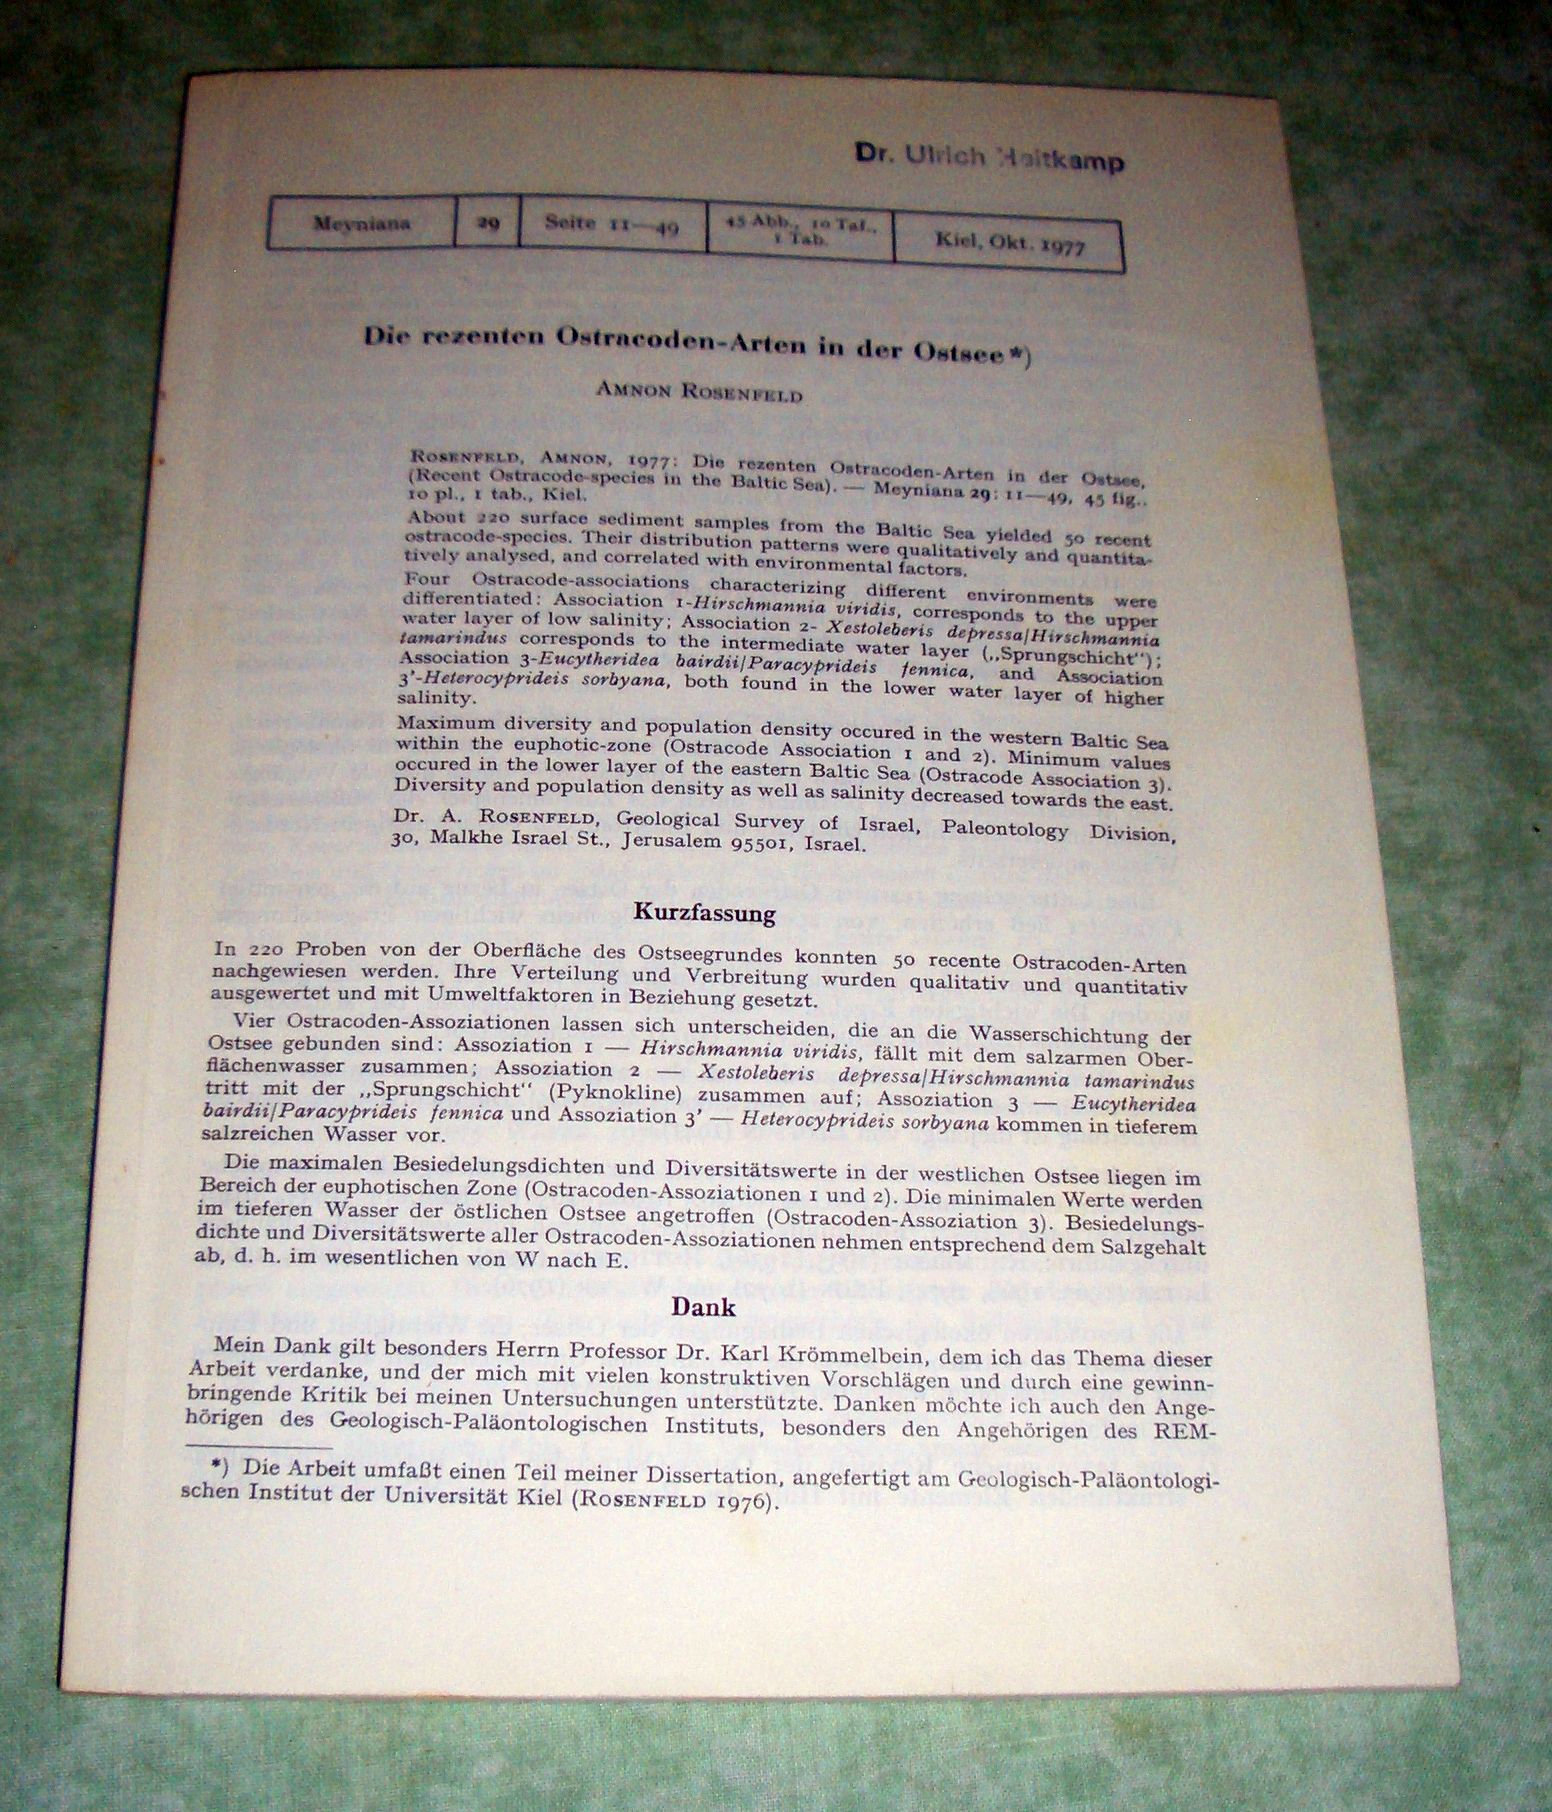 Dr. Ulrich Heitkamp
Meyniana 29 Seite 11—49 45 Abb., 10 Taf., 1 Tab. Kiel, Okt. 1977
Die rezenten Ostracoden-Arten in der Ostsee*)
AMNON ROSENFELD
ROSENFELD, AMNON, 1977: Die rezenten Ostracoden-Arten in der Ostsee,
(Recent Ostracode-species in the Baltic Sea). — Meyniana 29: 11—49, 45 fig.,
10 pl., 1 tab., Kiel.
About 220 surface sediment samples from the Baltic Sea yielded 50 recent
ostracode-species. Their distribution patterns were qualitatively and quantita-
tively analysed, and correlated with environmental factors.
Four Ostracode-associations characterizing different environments were
differentiated: Association 1-Hirschmannia viridis, corresponds to the upper
water layer of low salinity; Association 2- Xestoleberis depressa/Hirschmannia
tamarindus corresponds to the intermediate water layer („Sprungschicht“);
Association 3-Eucytheridea bairdii/Paracyprideis fennica, and Association
3’-Heterocyprideis sorbyana, both found in the lower water layer of higher
salinity.
Maximum diversity and population density occured in the western Baltic Sea
within the euphotic-zone (Ostracode Association 1 and 2). Minimum values
occured in the lower layer of the eastern Baltic Sea (Ostracode Association 3).
Diversity and population density as well as salinity decreased towards the east.
Dr. A. ROSENFELD, Geological Survey of Israel, Paleontology Division,
30, Malkhe Israel St., Jerusalem 95501, Israel.
Kurzfassung
In 220 Proben von der Oberfläche des Ostseegrundes konnten 50 recente Ostracoden-Arten
nachgewiesen werden. Ihre Verteilung und Verbreitung wurden qualitativ und quantitativ
ausgewertet und mit Umweltfaktoren in Beziehung gesetzt.
Vier Ostracoden-Assoziationen lassen sich unterscheiden, die an die Wasserschichtung der
Ostsee gebunden sind: Assoziation 1 — Hirschmannia viridis, fällt mit dem salzarmen Ober-
flächenwasser zusammen; Assoziation 2 — Xestoleberis depressa/Hirschmannia tamarindus
tritt mit der „Sprungschicht“ (Pyknokline) zusammen auf; Assoziation 3 — Eucytheridea
bairdii/Paracyprideis fennica und Assoziation 3’ — Heterocyprideis sorbyana kommen in tieferem
salzreichen Wasser vor.
Die maximalen Besiedelungsdichten und Diversitätswerte in der westlichen Ostsee liegen im
Bereich der euphotischen Zone (Ostracoden-Assoziationen 1 und 2). Die minimalen Werte werden
im tieferen Wasser der östlichen Ostsee angetroffen (Ostracoden-Assoziation 3). Besiedelungs-
dichte und Diversitätswerte aller Ostracoden-Assoziationen nehmen entsprechend dem Salzgehalt
ab, d. h. im wesentlichen von W nach E.
Dank
Mein Dank gilt besonders Herrn Professor Dr. Karl Krömmelbein, dem ich das Thema dieser
Arbeit verdanke, und der mich mit vielen konstruktiven Vorschlägen und durch eine gewinn-
bringende Kritik bei meinen Untersuchungen unterstützte. Danken möchte ich auch den Ange-
hörigen des Geologisch-Paläontologischen Instituts, besonders den Angehörigen des REM-
*) Die Arbeit umfaßt einen Teil meiner Dissertation, angefertigt am Geologisch-Paläontologi-
schen Institut der Universität Kiel (ROSENFELD 1976).